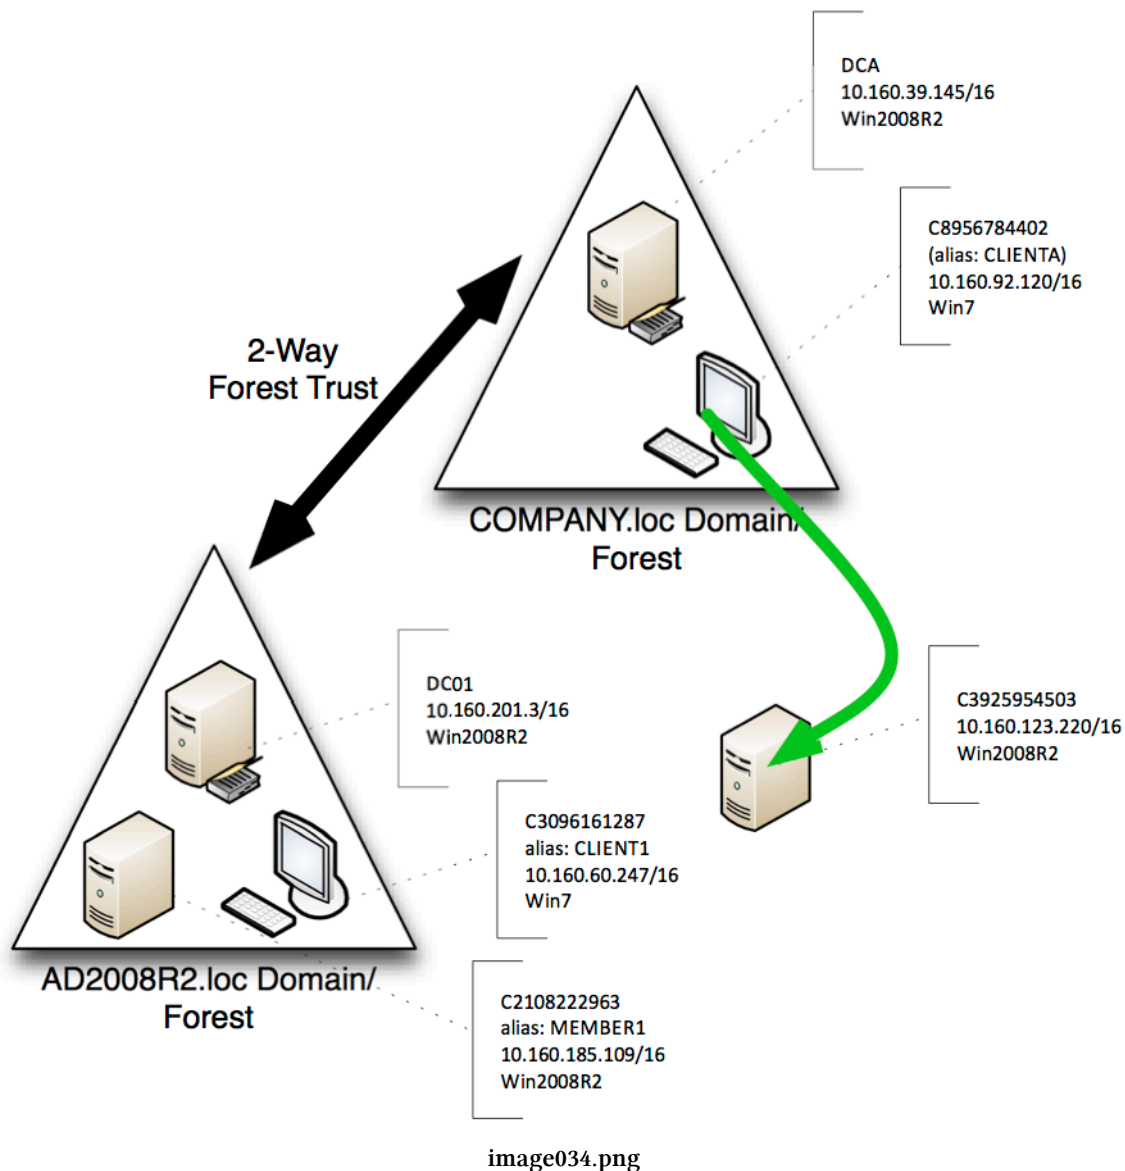 DCA
10.160.39.145/16
Win2008R2
C8956784402
(alias: CLIENTA)
10.160.92.120/16
Win7
2-Way
Forest Trust
COMPANY.loc Domain/
Forest
DC01
10.160.201.3/16
Win2008R2
C3925954503
10.160.123.220/16
Win2008R2
C3096161287
alias: CLIENT1
10.160.60.247/16
Win7
AD2008R2.loc Domain/
Forest
C2108222963
alias: MEMBER1
10.160.185.109/16
Win2008R2
image034.png